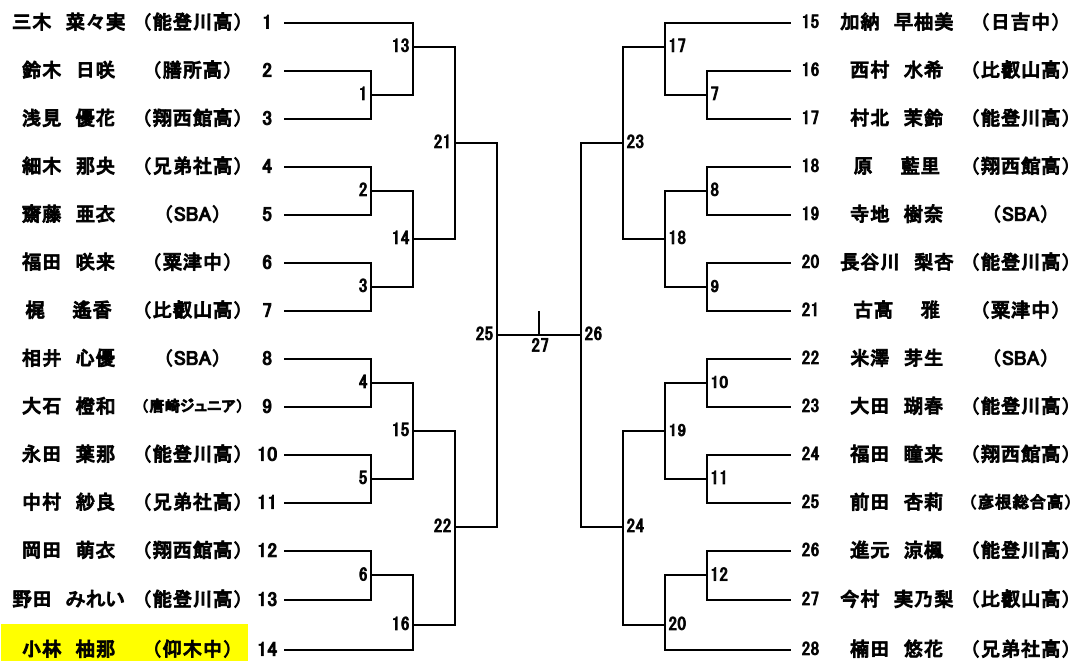 三木 菜々実 (能登川高) 1
鈴木 日咲 (膳所高) 2
浅見 優花 (翔西館高) 3
細木 那央 (兄弟社高) 4
齋藤 亜衣 (SBA) 5
福田 咲来 (粟津中) 6
梶 遙香 (比叡山高) 7
相井 心優 (SBA) 8
大石 橙和 (唐崎ジュニア) 9
永田 葉那 (能登川高) 10
中村 紗良 (兄弟社高) 11
岡田 萌衣 (翔西館高) 12
野田 みれい (能登川高) 13
小林 柚那 (仰木中) 14
13
1
21
2
14
3
25
4
15
5
22
6
16
27
26
17
7
23
8
18
9
10
19
11
24
12
20
15 加納 早柚美 (日吉中)
16 西村 水希 (比叡山高)
17 村北 茉鈴 (能登川高)
18 原 藍里 (翔西館高)
19 寺地 樹奈 (SBA)
20 長谷川 梨杏 (能登川高)
21 古高 雅 (粟津中)
22 米澤 芽生 (SBA)
23 大田 瑚春 (能登川高)
24 福田 瞳来 (翔西館高)
25 前田 杏莉 (彦根総合高)
26 進元 涼楓 (能登川高)
27 今村 実乃梨 (比叡山高)
28 楠田 悠花 (兄弟社高)